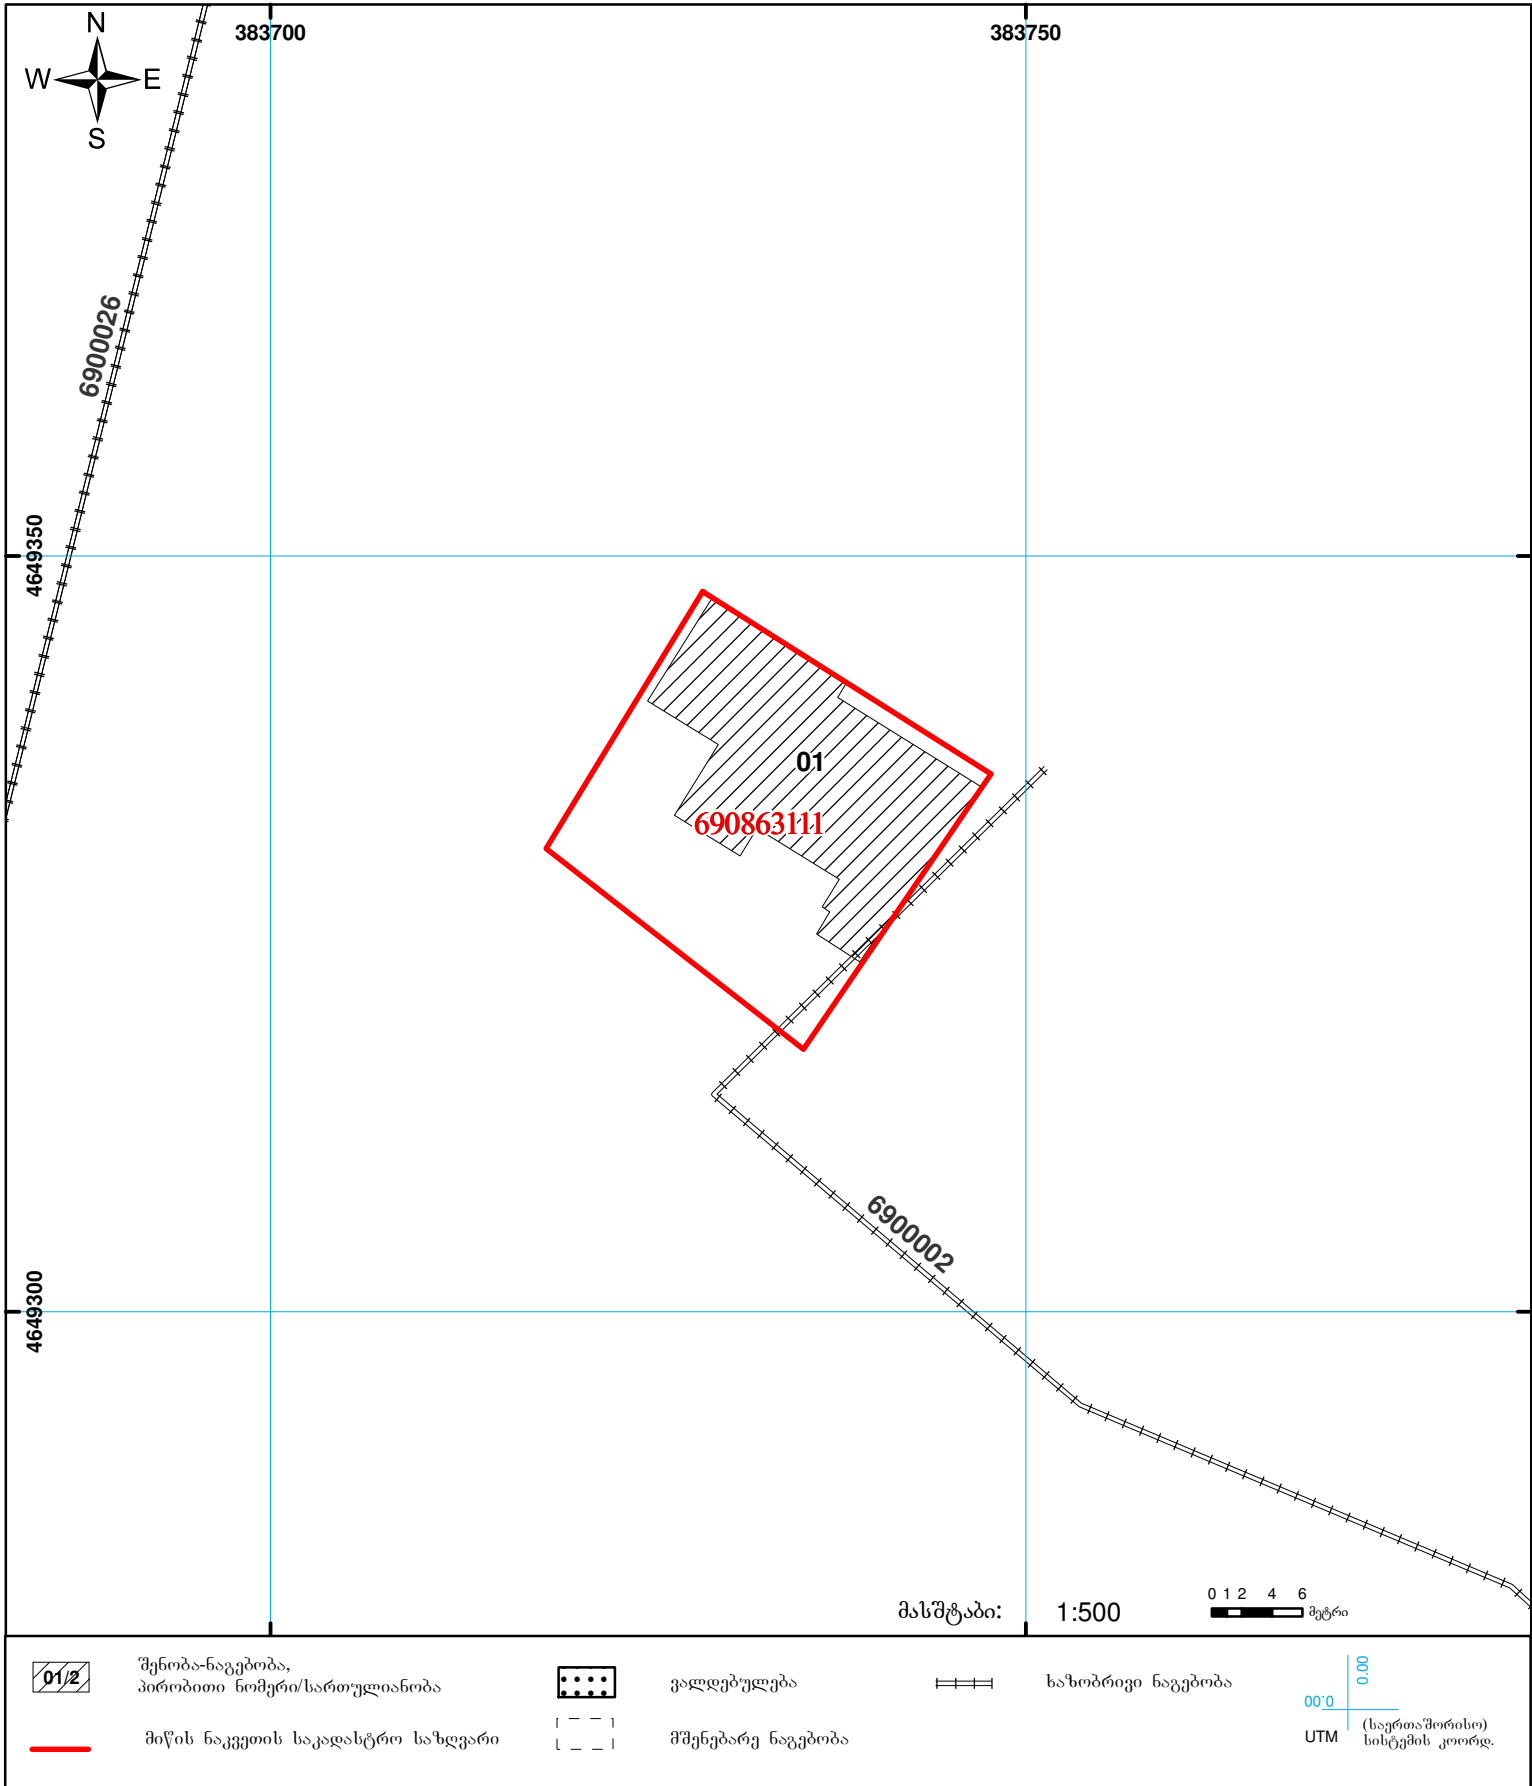 383700
383750
N
W
E
S
6900026
4649350
01
690863111
6900002
4649300
მასშტაბი: 1:500
0 1 2 4 6
მეტრი
01/2
შენობა-ნაგებობა,
პირობითი ნომერი/სართულიანობა
ვალდებულება
ხაზობრივი ნაგებობა
00.0
00.0
UTM
(საერთაშორისო)
სისტემის კოორდ.
მიწის ნაკვეთის საკადასტრო საზღვარი
მშენებარე ნაგებობა